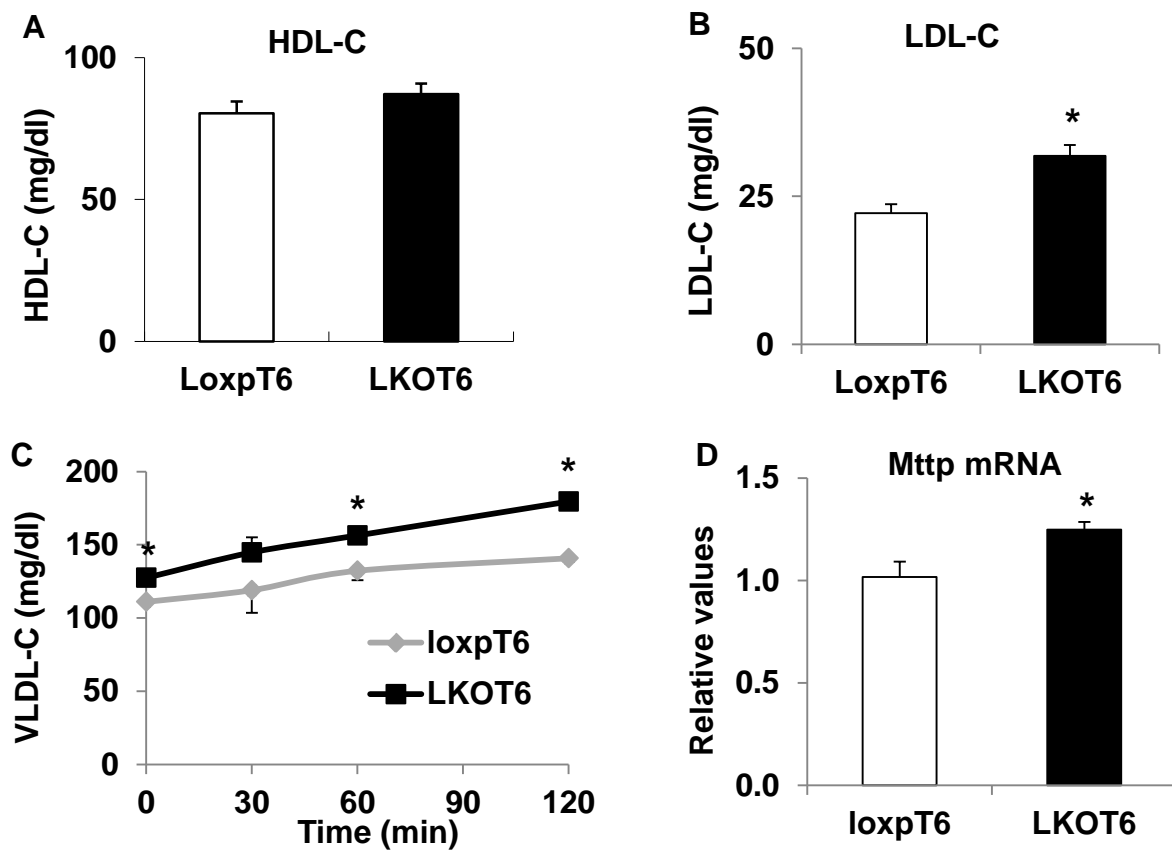 A
HDL-C
HDL-C (mg/dl)
100
50
0
LoxpT6 LKOT6
B
LDL-C
LDL-C (mg/dl)
50
25
0
*
LoxpT6 LKOT6
C
VLDL-C (mg/dl)
200
150
100
50
0
* * *
loxpT6
LKOT6
0 30 60 90 120
Time (min)
D
Mttp mRNA
Relative values
1.5
1.0
0.5
0.0
*
loxpT6 LKOT6